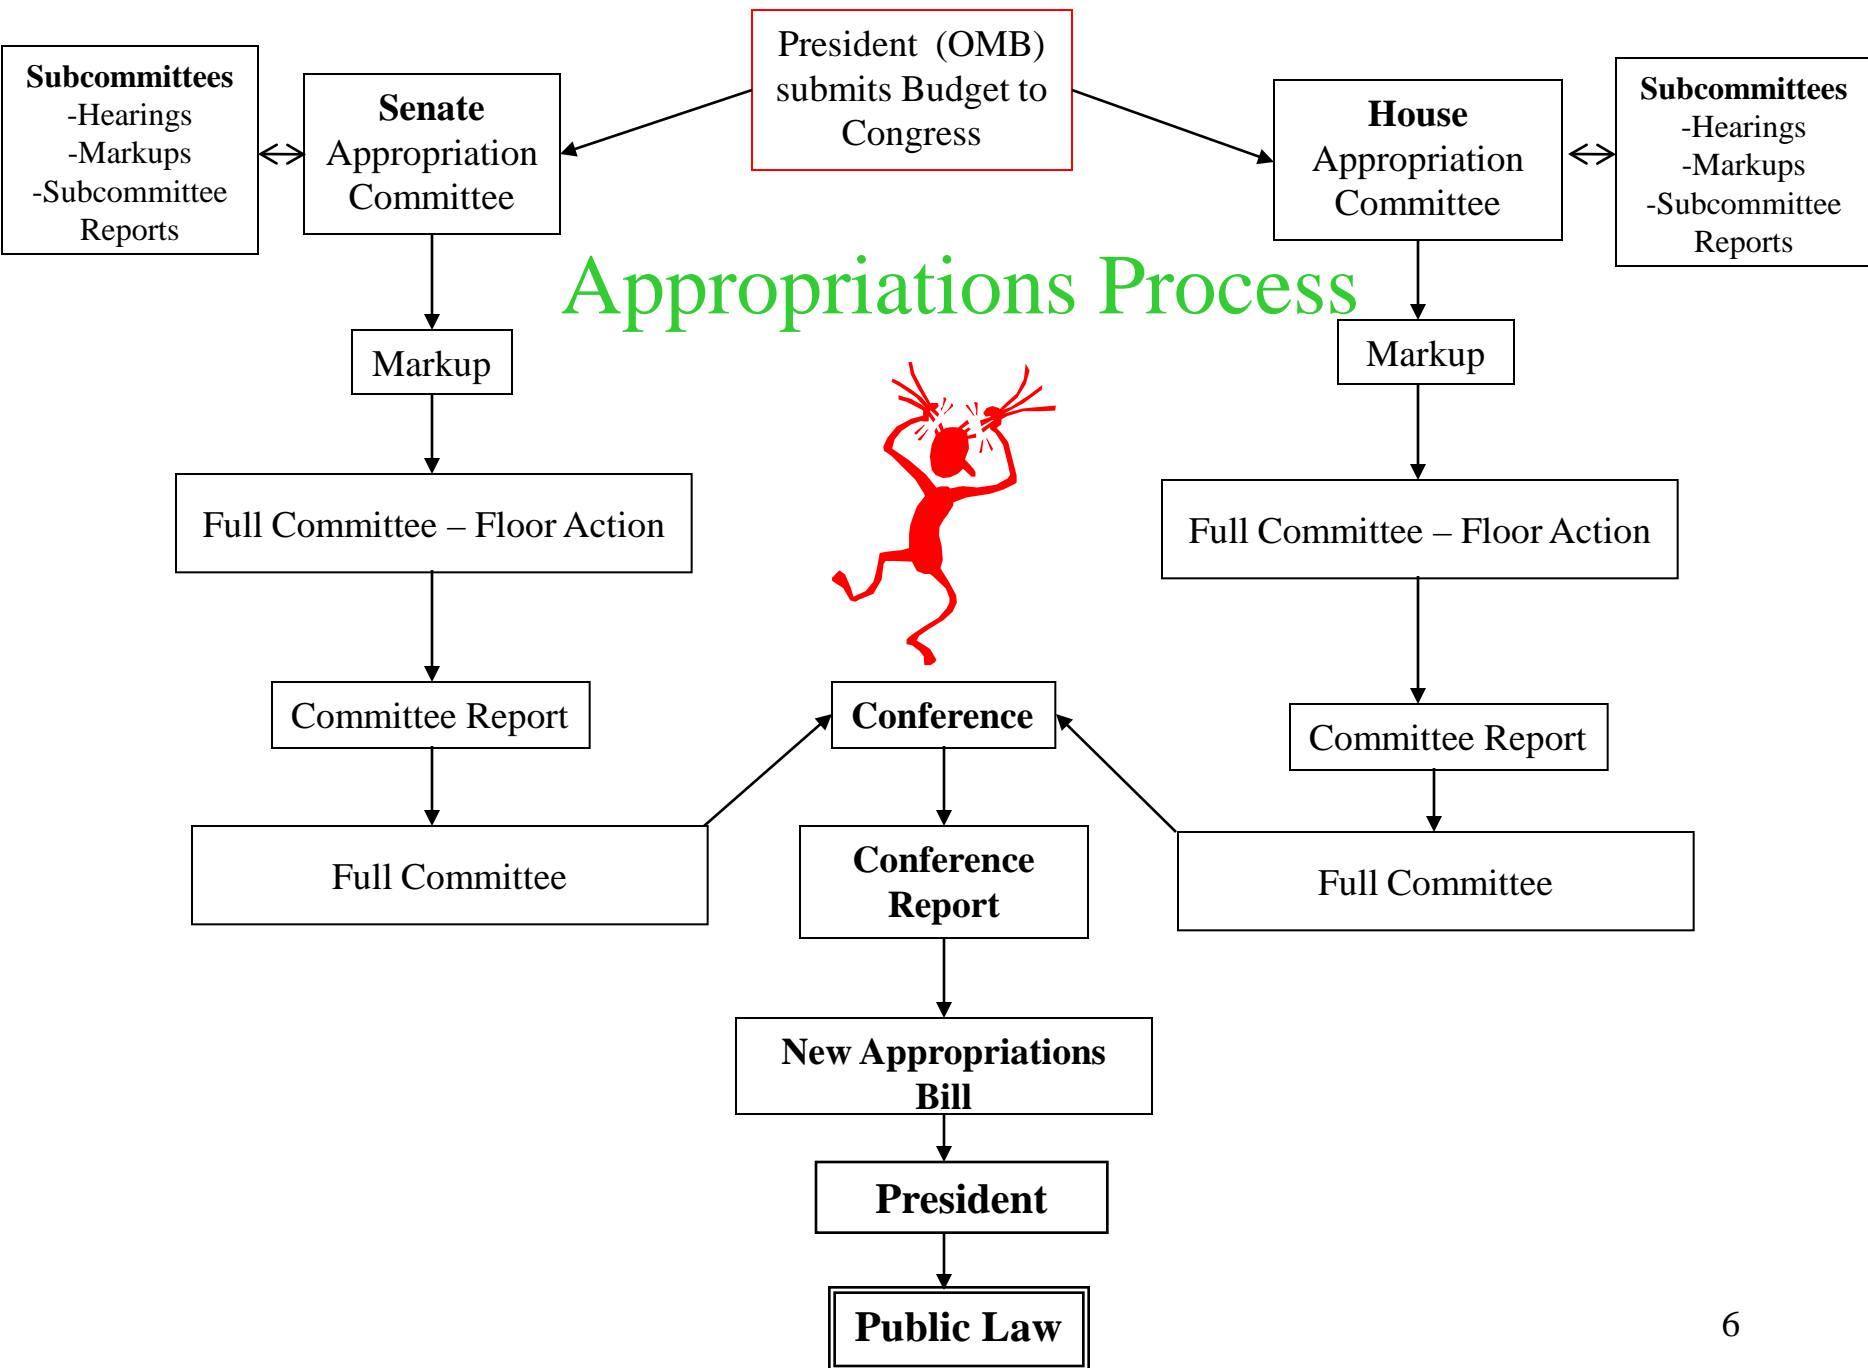 President (OMB)
submits Budget to
Congress
Subcommittees
-Hearings
-Markups
-Subcommittee
Reports
Senate
Appropriation
Committee
House
Appropriation
Committee
Subcommittees
-Hearings
-Markups
-Subcommittee
Reports
Appropriations Process
Markup
Markup
Full Committee – Floor Action
Full Committee – Floor Action
Committee Report
Conference
Committee Report
Full Committee
Conference
Report
Full Committee
New Appropriations
Bill
President
Public Law
6